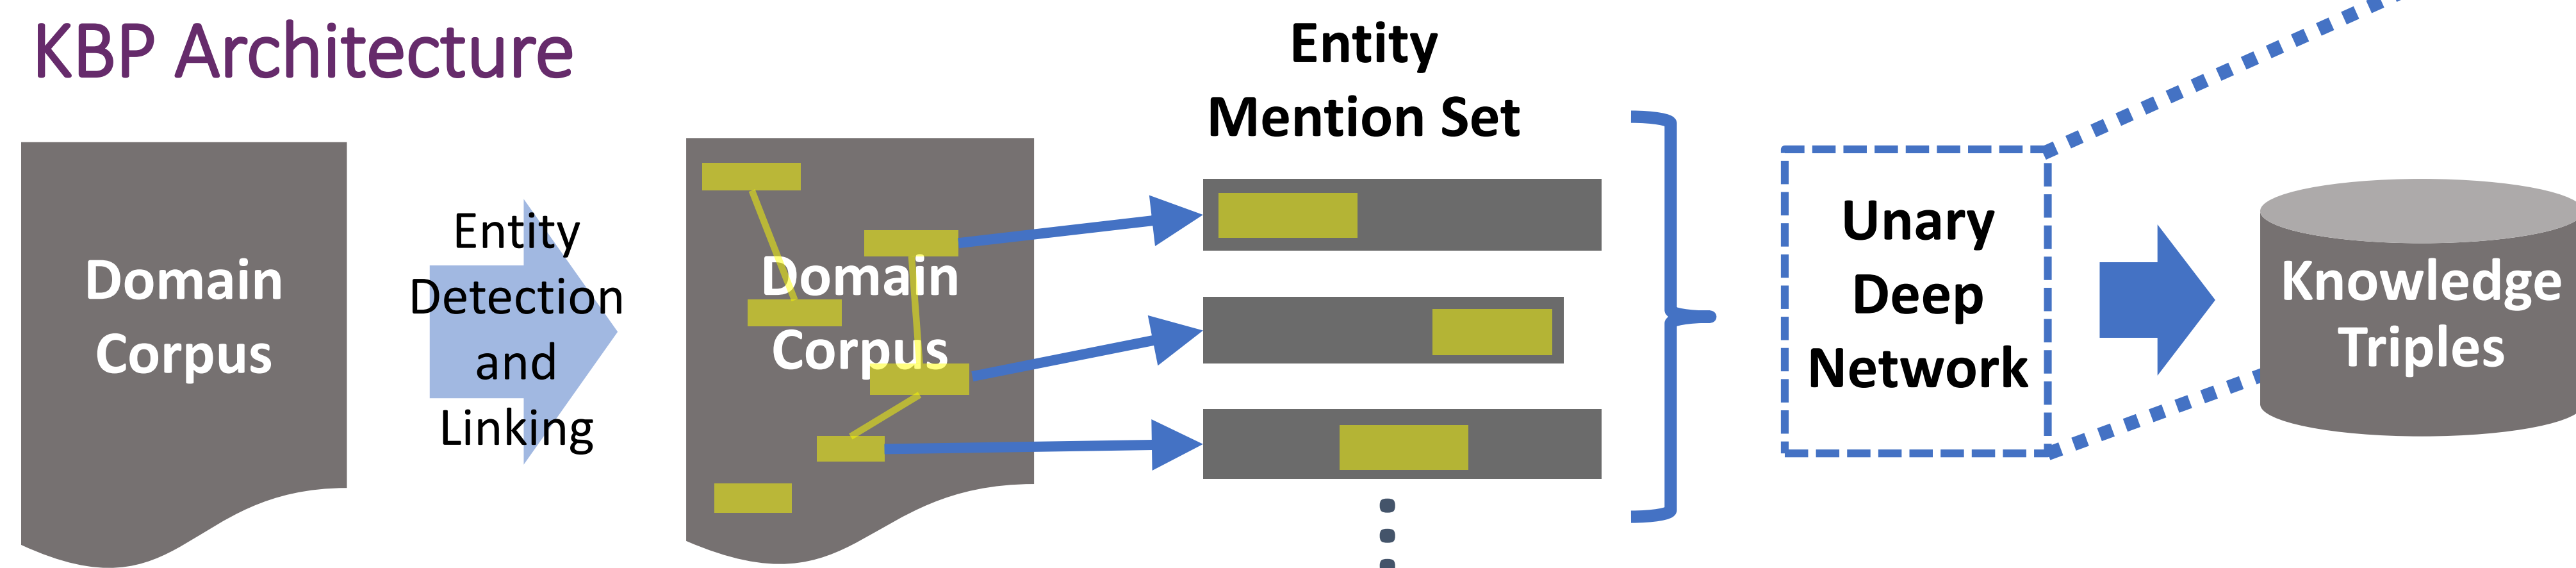 KBP Architecture
Domain
Corpus
Entity
Detection
and
Linking
Domain
Corpus
Entity
Mention Set
Unary
Deep
Network
Knowledge
Triples